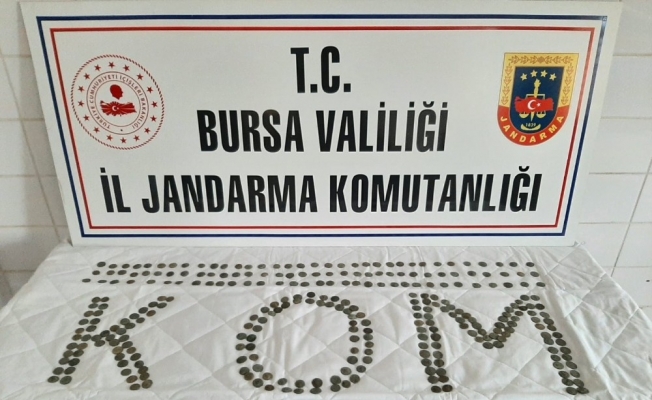 T.C.
BURSA VALİLİĞİ
İL JANDARMA KOMUTANLIĞI
JANDARMA
KOM